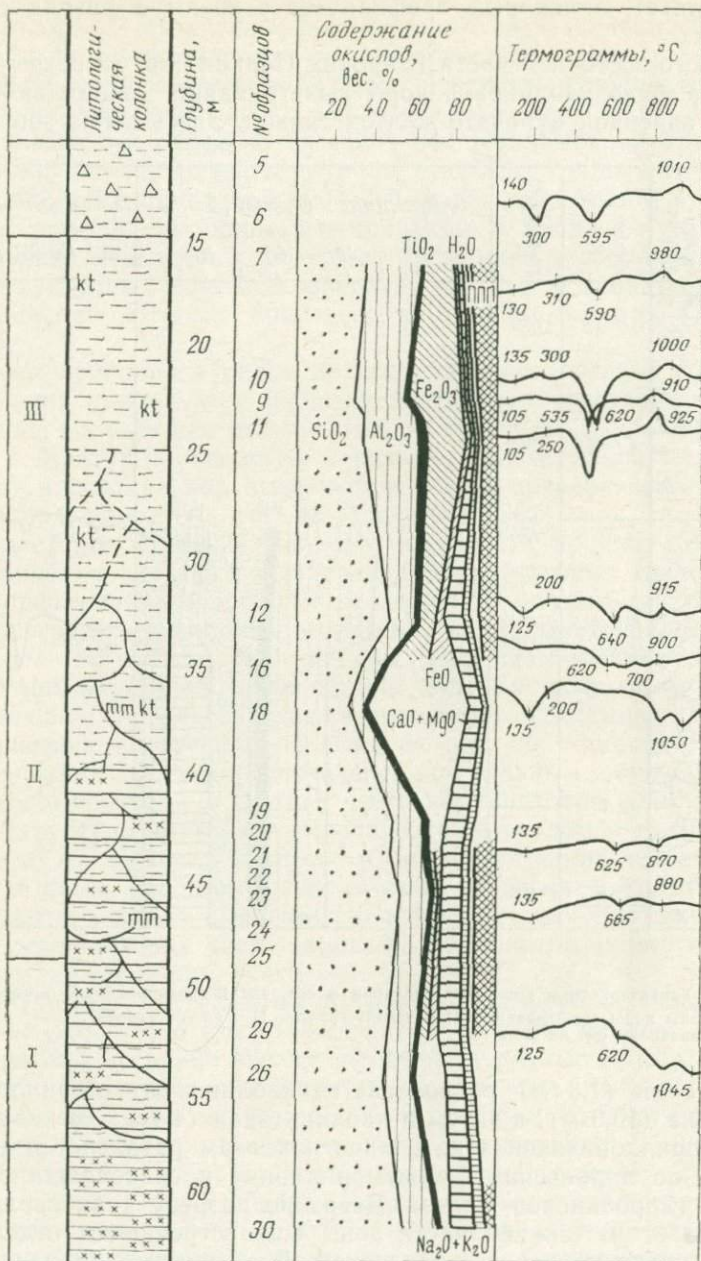 Литологи-
ческая
колонка
Глубина,
м
№ образцов
Содержание
окислов,
вес. %
20 40 60 80
Термограммы, °C
200 400 600 800
5
140
1010
6
300
595
15
TiO₂ H₂O
7
980
kt
ППП
130
310
590
20
135
300
1000
10
Fe₂O₃
910
9
kt
III
SiO₂
Al₂O₃
105
535
620
925
11
25
105
250
kt
30
200
915
12
125
640
900
35
16
FeO
620
700
mm kt
18
CaO+MgO
135
200
1050
II
40
19
135
20
21
625
870
22
45
880
23
135
mm
24
665
25
50
29
125
620
I
26
1045
55
60
30
Na₂O+K₂O